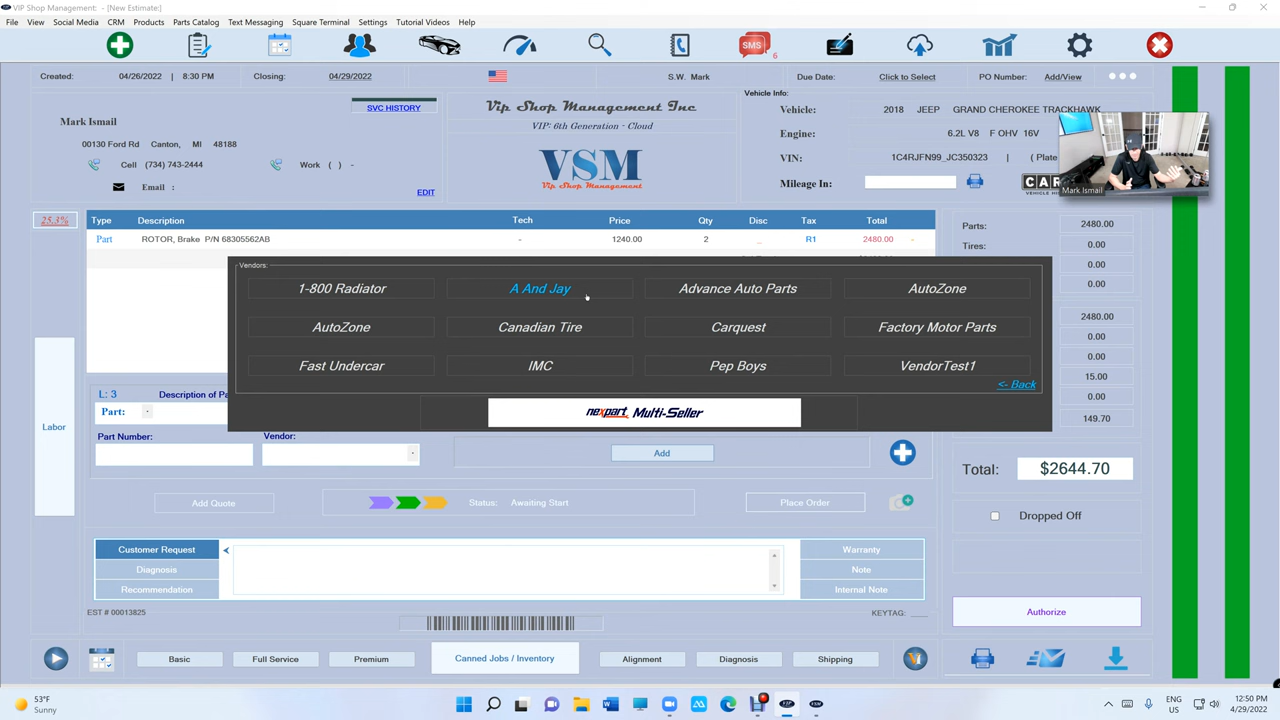 VIP Shop Management: - [New Estimate:]
File View Social Media CRM Products Parts Catalog Text Messaging Square Terminal Settings Tutorial Videos Help
SMS 6
Created: 04/26/2022 | 8:30 PM Closing: 04/29/2022 S.W. Mark Due Date: Click to Select PO Number: Add/View
SVC HISTORY
Mark Ismail
00130 Ford Rd Canton, MI 48188
Cell (734) 743-2444 Work ( ) -
Email :
EDIT
Vip Shop Management Inc
VIP: 6th Generation - Cloud
VSM
Vip Shop Management
Vehicle Info:
Vehicle: 2018 JEEP GRAND CHEROKEE TRACKHAWK
Engine: 6.2L V8 F OHV 16V
VIN: 1C4RJFN99_JC350323 | ( Plate
Mileage In: CAR
Mark Ismail
25.3%
Type Description Tech Price Qty Disc Tax Total
Part ROTOR, Brake P/N 68305562AB - 1240.00 2 _ R1 2480.00 -
Vendors:
1-800 Radiator A And Jay Advance Auto Parts AutoZone
AutoZone Canadian Tire Carquest Factory Motor Parts
Fast Undercar IMC Pep Boys VendorTest1
<- Back
nexpart Multi-Seller
Parts: 2480.00
Tires: 0.00
0.00
0.00
2480.00
0.00
0.00
15.00
0.00
149.70
Total: $2644.70
Dropped Off
Authorize
Labor
L: 3 Description of Pa
Part:
Part Number: Vendor:
Add
Add Quote Status: Awaiting Start Place Order
Customer Request Warranty
Diagnosis Note
Recommendation Internal Note
EST # 00013825 KEYTAG: ____
Basic Full Service Premium Canned Jobs / Inventory Alignment Diagnosis Shipping
53°F
Sunny
ENG
US
12:50 PM
4/29/2022